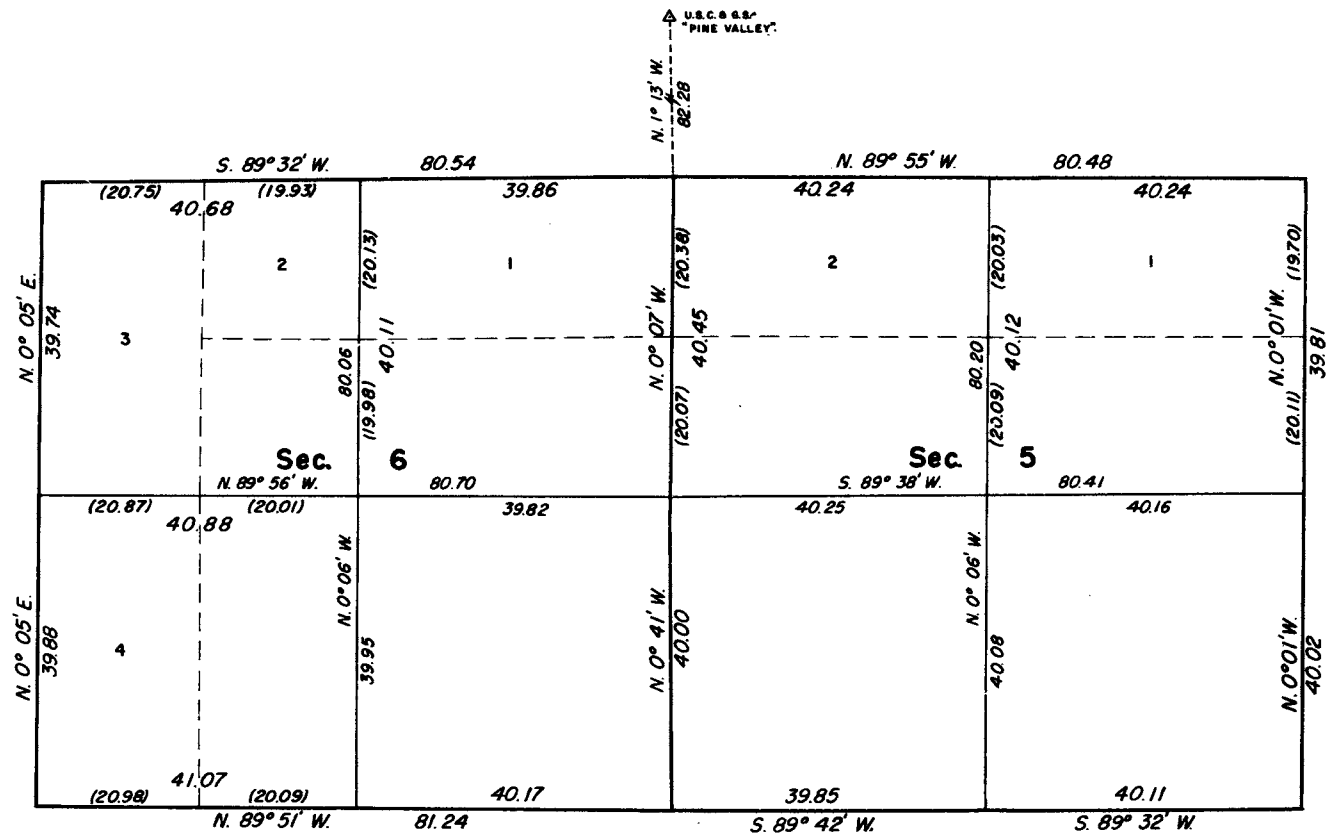 U.S.C. & G.S.
"PINE VALLEY"
N. 1° 13' W.
82.28
S. 89° 32' W. 80.54
N. 89° 55' W. 80.48
(20.75) (19.93) 39.86 40.24 40.24
40.68
N. 0° 05' E.
39.74
3
2
(20.13)
1
40.11
80.06
(19.98)
(20.38)
N. 0° 07' W.
40.45
(20.07)
2
(20.03)
1
40.12
80.20
(20.09)
(19.70)
N. 0° 01' W.
39.81
(20.11)
Sec. 6
Sec. 5
N. 89° 56' W. 80.70
S. 89° 38' W. 80.41
(20.87) (20.01) 39.82 40.25 40.16
40.88
N. 0° 05' E.
39.88
4
N. 0° 06' W.
39.95
N. 0° 41' W.
40.00
N. 0° 06' W.
40.08
N. 0° 01' W.
40.02
41.07
(20.98) (20.09) 40.17 39.85 40.11
N. 89° 51' W. 81.24
S. 89° 42' W.
S. 89° 32' W.